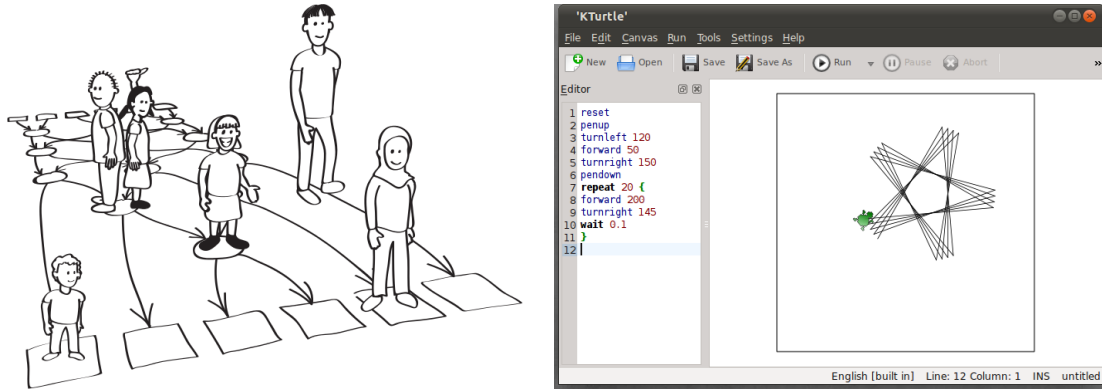 'KTurtle'
File Edit Canvas Run Tools Settings Help
New Open Save Save As Run Pause Abort »
Editor
1 reset
2 penup
3 turnleft 120
4 forward 50
5 turnright 150
6 pendown
7 repeat 20 {
8 forward 200
9 turnright 145
10 wait 0.1
11 }
12
English [built in] Line: 12 Column: 1 INS untitled